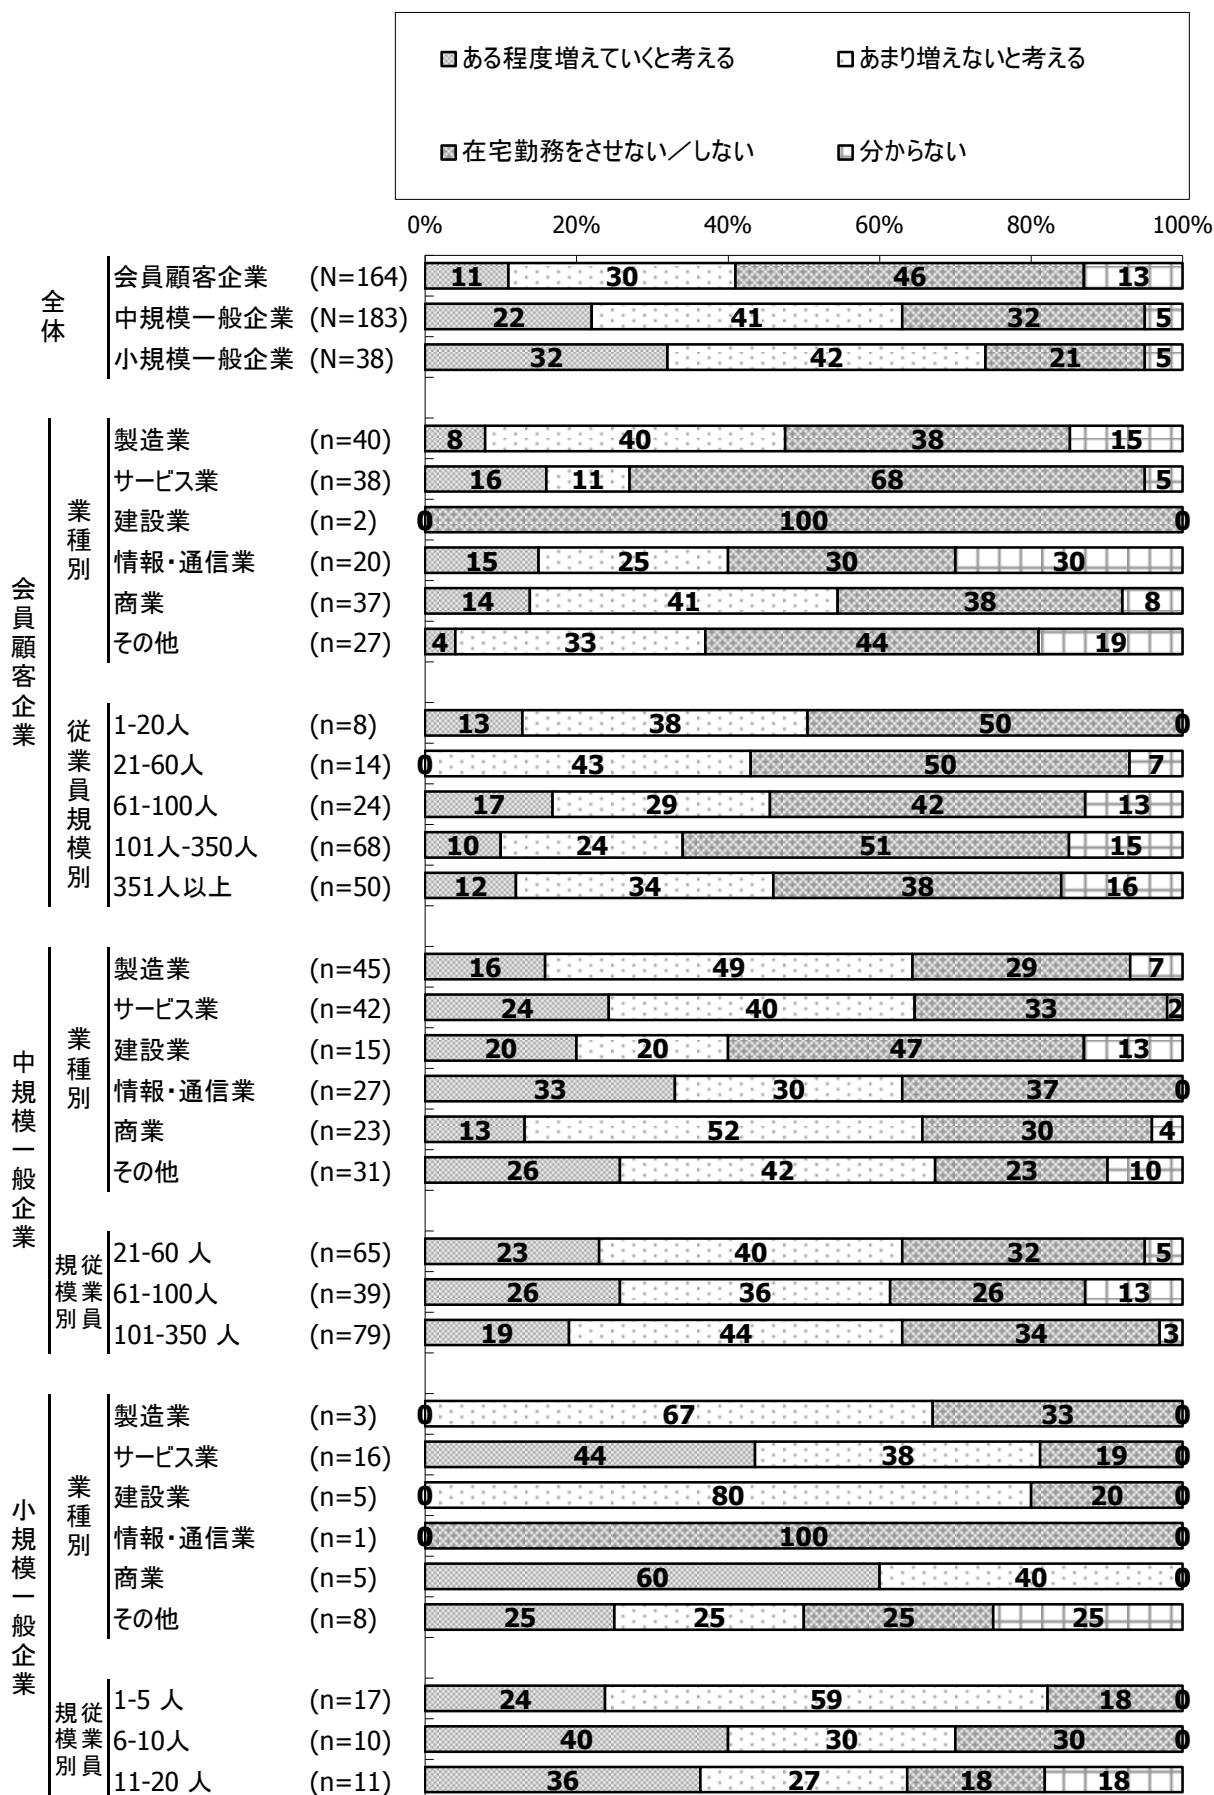 ある程度増えていくと考える あまり増えないと考える
在宅勤務をさせない／しない 分からない
0% 20% 40% 60% 80% 100%
全体
会員顧客企業 (N=164) 11 30 46 13
中規模一般企業 (N=183) 22 41 32 5
小規模一般企業 (N=38) 32 42 21 5
会員顧客企業
業種別
製造業 (n=40) 8 40 38 15
サービス業 (n=38) 16 11 68 5
建設業 (n=2) 0 100 0
情報・通信業 (n=20) 15 25 30 30
商業 (n=37) 14 41 38 8
その他 (n=27) 4 33 44 19
従業員規模別
1-20人 (n=8) 13 38 50 0
21-60人 (n=14) 0 43 50 7
61-100人 (n=24) 17 29 42 13
101人-350人 (n=68) 10 24 51 15
351人以上 (n=50) 12 34 38 16
中規模一般企業
業種別
製造業 (n=45) 16 49 29 7
サービス業 (n=42) 24 40 33 2
建設業 (n=15) 20 20 47 13
情報・通信業 (n=27) 33 30 37 0
商業 (n=23) 13 52 30 4
その他 (n=31) 26 42 23 10
従業員規模別
21-60 人 (n=65) 23 40 32 5
61-100人 (n=39) 26 36 26 13
101-350 人 (n=79) 19 44 34 3
小規模一般企業
業種別
製造業 (n=3) 0 67 33 0
サービス業 (n=16) 44 38 19 0
建設業 (n=5) 0 80 20 0
情報・通信業 (n=1) 0 100 0
商業 (n=5) 60 40 0
その他 (n=8) 25 25 25 25
従業員規模別
1-5 人 (n=17) 24 59 18 0
6-10人 (n=10) 40 30 30 0
11-20 人 (n=11) 36 27 18 18